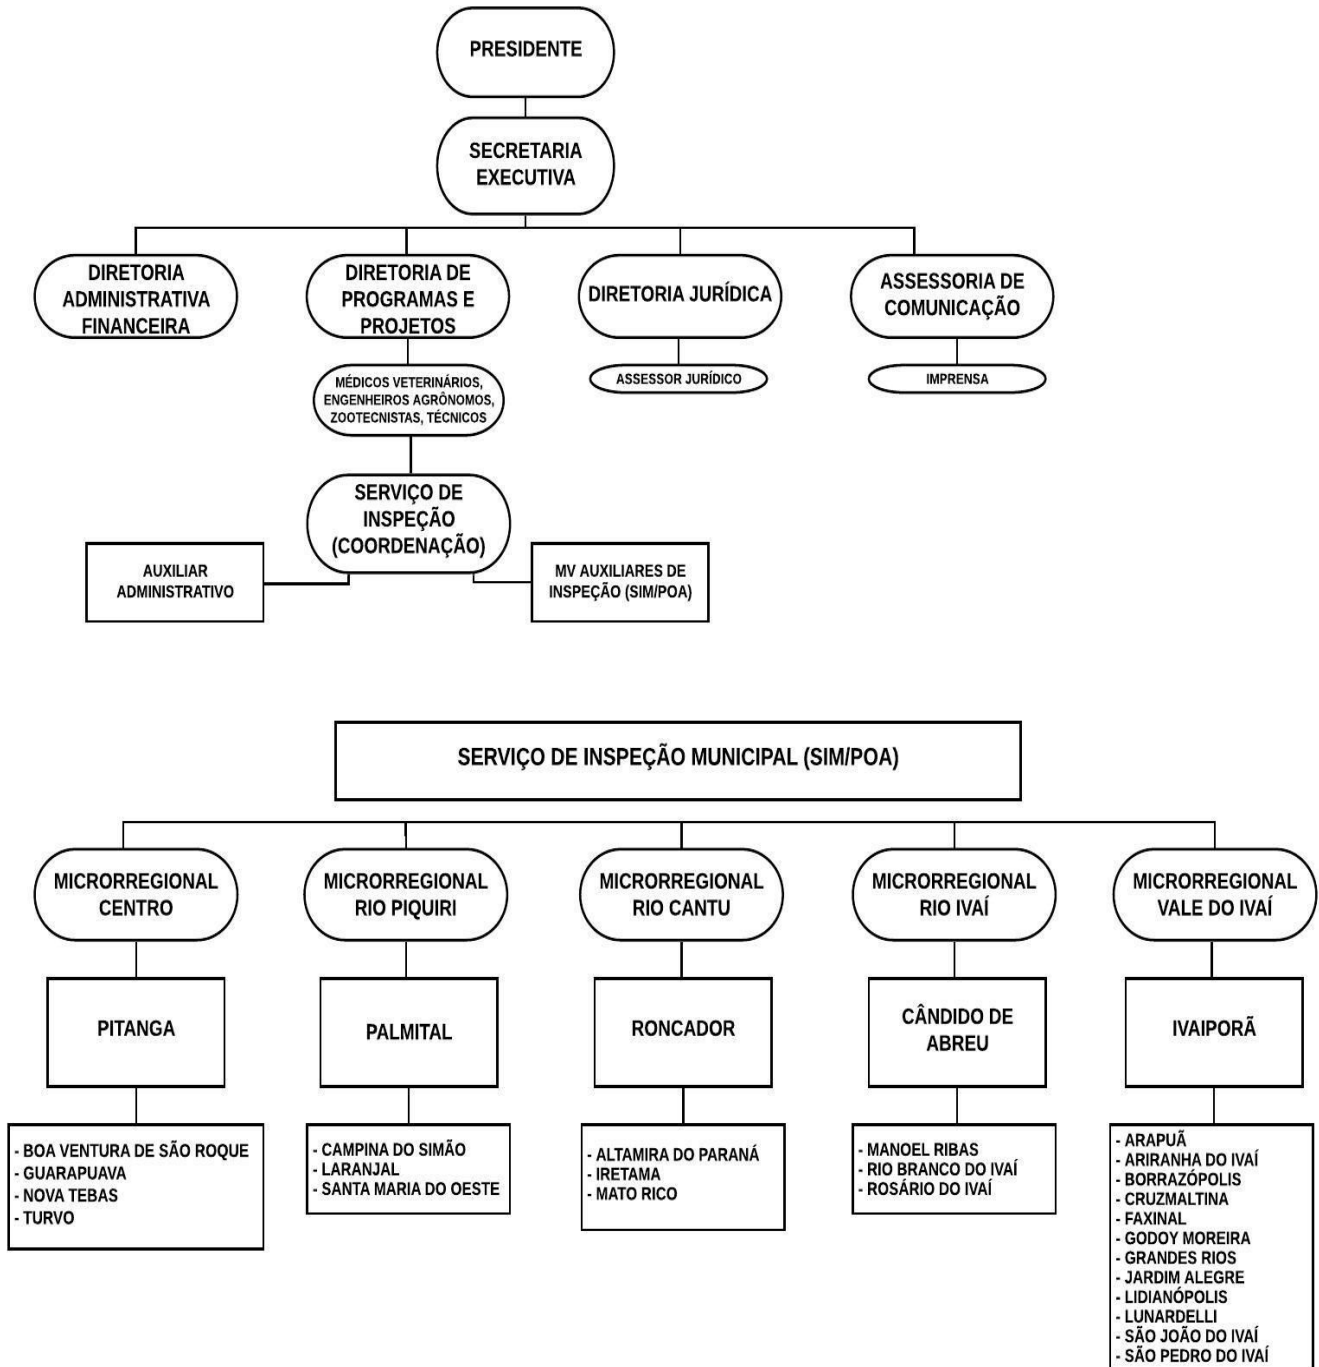 PRESIDENTE
SECRETARIA
EXECUTIVA
DIRETORIA
ADMINISTRATIVA
FINANCEIRA
DIRETORIA DE
PROGRAMAS E
PROJETOS
DIRETORIA JURÍDICA
ASSESSORIA DE
COMUNICAÇÃO
MÉDICOS VETERINÁRIOS,
ENGENHEIROS AGRÔNOMOS,
ZOOTECNISTAS, TÉCNICOS
ASSESSOR JURÍDICO
IMPRENSA
SERVIÇO DE
INSPEÇÃO
(COORDENAÇÃO)
AUXILIAR
ADMINISTRATIVO
MV AUXILIARES DE
INSPEÇÃO (SIM/POA)
SERVIÇO DE INSPEÇÃO MUNICIPAL (SIM/POA)
MICRORREGIONAL
CENTRO
MICRORREGIONAL
RIO PIQUIRI
MICRORREGIONAL
RIO CANTU
MICRORREGIONAL
RIO IVAÍ
MICRORREGIONAL
VALE DO IVAÍ
PITANGA
PALMITAL
RONCADOR
CÂNDIDO DE
ABREU
IVAIPORÃ
- BOA VENTURA DE SÃO ROQUE
- GUARAPUAVA
- NOVA TEBAS
- TURVO
- CAMPINA DO SIMÃO
- LARANJAL
- SANTA MARIA DO OESTE
- ALTAMIRA DO PARANÁ
- IRETAMA
- MATO RICO
- MANOEL RIBAS
- RIO BRANCO DO IVAÍ
- ROSÁRIO DO IVAÍ
- ARAPUÃ
- ARIRANHA DO IVAÍ
- BORRAZÓPOLIS
- CRUZMALTINA
- FAXINAL
- GODOY MOREIRA
- GRANDES RIOS
- JARDIM ALEGRE
- LIDIANÓPOLIS
- LUNARDELLI
- SÃO JOÃO DO IVAÍ
- SÃO PEDRO DO IVAÍ